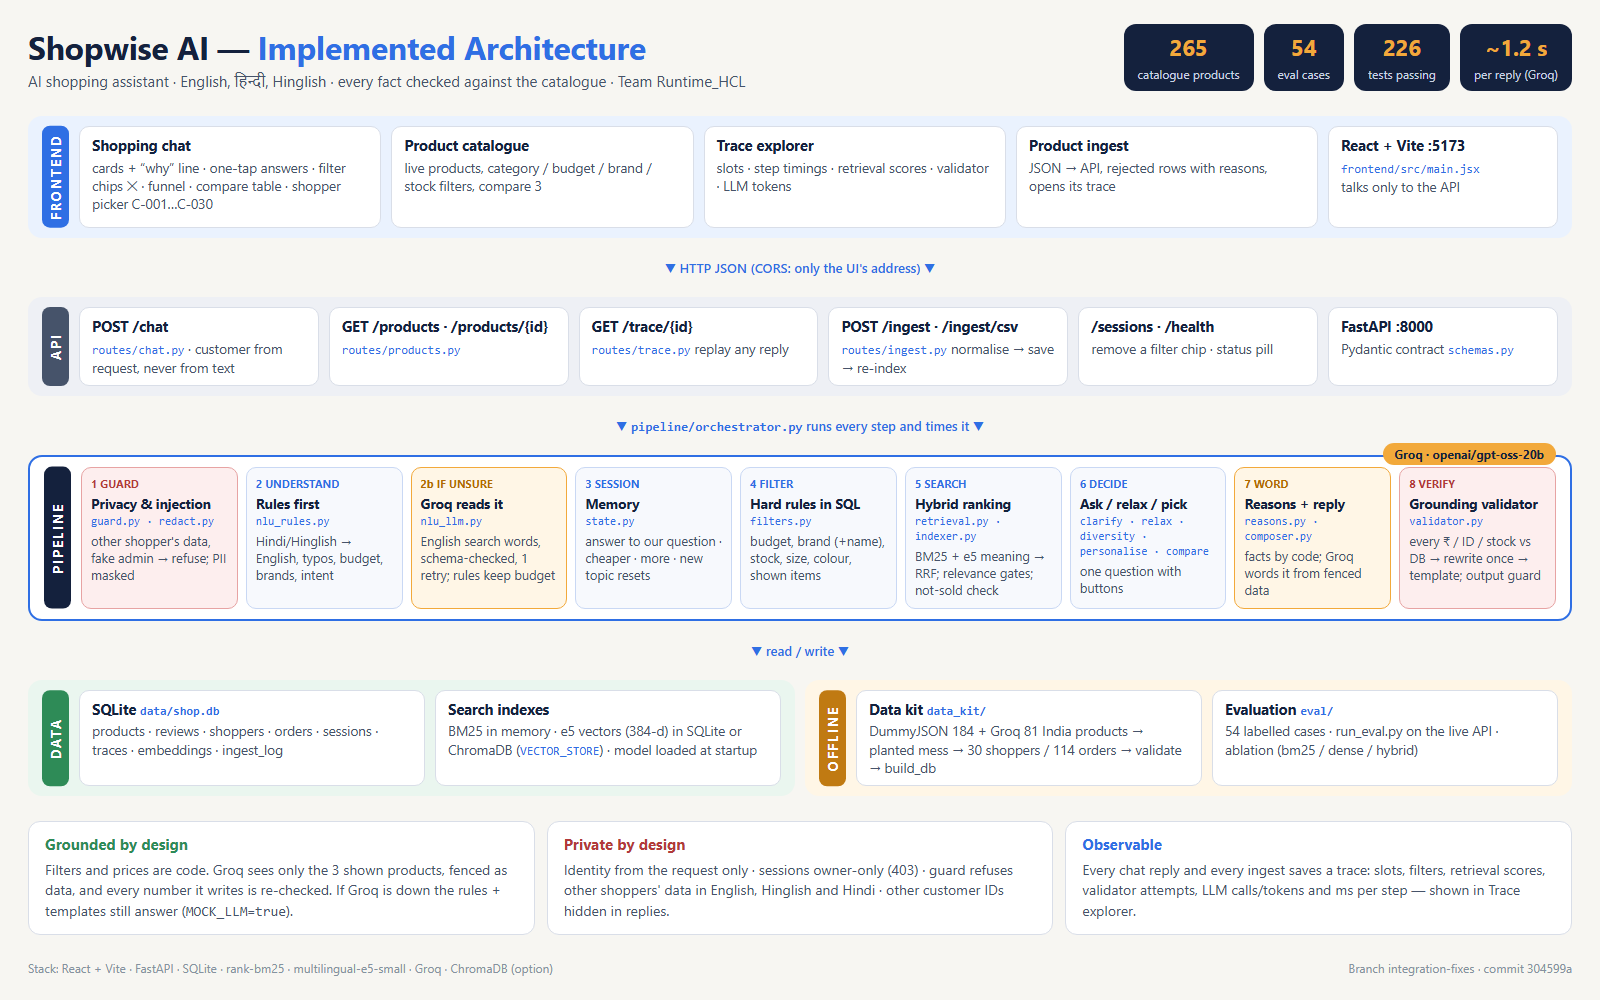 Shopwise AI — Implemented Architecture
AI shopping assistant · English, हिन्दी, Hinglish · every fact checked against the catalogue · Team Runtime_HCL
265
catalogue products
54
eval cases
226
tests passing
~1.2 s
per reply (Groq)
FRONTEND
Shopping chat
cards + “why” line · one-tap answers · filter
chips ✕ · funnel · compare table · shopper
picker C-001…C-030
Product catalogue
live products, category / budget / brand /
stock filters, compare 3
Trace explorer
slots · step timings · retrieval scores · validator
· LLM tokens
Product ingest
JSON → API, rejected rows with reasons,
opens its trace
React + Vite :5173
frontend/src/main.jsx
talks only to the API
▼ HTTP JSON (CORS: only the UI's address) ▼
API
POST /chat
routes/chat.py · customer from
request, never from text
GET /products · /products/{id}
routes/products.py
GET /trace/{id}
routes/trace.py replay any reply
POST /ingest · /ingest/csv
routes/ingest.py normalise → save
→ re-index
/sessions · /health
remove a filter chip · status pill
FastAPI :8000
Pydantic contract schemas.py
▼ pipeline/orchestrator.py runs every step and times it ▼
Groq · openai/gpt-oss-20b
PIPELINE
1 GUARD
Privacy & injection
guard.py · redact.py
other shopper's data,
fake admin → refuse; PII
masked
2 UNDERSTAND
Rules first
nlu_rules.py
Hindi/Hinglish →
English, typos, budget,
brands, intent
2b IF UNSURE
Groq reads it
nlu_llm.py
English search words,
schema-checked, 1
retry; rules keep budget
3 SESSION
Memory
state.py
answer to our question ·
cheaper · more · new
topic resets
4 FILTER
Hard rules in SQL
filters.py
budget, brand (+name),
stock, size, colour,
shown items
5 SEARCH
Hybrid ranking
retrieval.py ·
indexer.py
BM25 + e5 meaning →
RRF; relevance gates;
not-sold check
6 DECIDE
Ask / relax / pick
clarify · relax ·
diversity ·
personalise · compare
one question with
buttons
7 WORD
Reasons + reply
reasons.py ·
composer.py
facts by code; Groq
words it from fenced
data
8 VERIFY
Grounding validator
validator.py
every ₹ / ID / stock vs
DB → rewrite once →
template; output guard
▼ read / write ▼
DATA
SQLite data/shop.db
products · reviews · shoppers · orders · sessions ·
traces · embeddings · ingest_log
Search indexes
BM25 in memory · e5 vectors (384-d) in SQLite or
ChromaDB (VECTOR_STORE) · model loaded at startup
OFFLINE
Data kit data_kit/
DummyJSON 184 + Groq 81 India products →
planted mess → 30 shoppers / 114 orders → validate
→ build_db
Evaluation eval/
54 labelled cases · run_eval.py on the live API ·
ablation (bm25 / dense / hybrid)
Grounded by design
Filters and prices are code. Groq sees only the 3 shown products, fenced as
data, and every number it writes is re-checked. If Groq is down the rules +
templates still answer (MOCK_LLM=true).
Private by design
Identity from the request only · sessions owner-only (403) · guard refuses
other shoppers' data in English, Hinglish and Hindi · other customer IDs
hidden in replies.
Observable
Every chat reply and every ingest saves a trace: slots, filters, retrieval scores,
validator attempts, LLM calls/tokens and ms per step — shown in Trace
explorer.
Stack: React + Vite · FastAPI · SQLite · rank-bm25 · multilingual-e5-small · Groq · ChromaDB (option)
Branch integration-fixes · commit 304599a